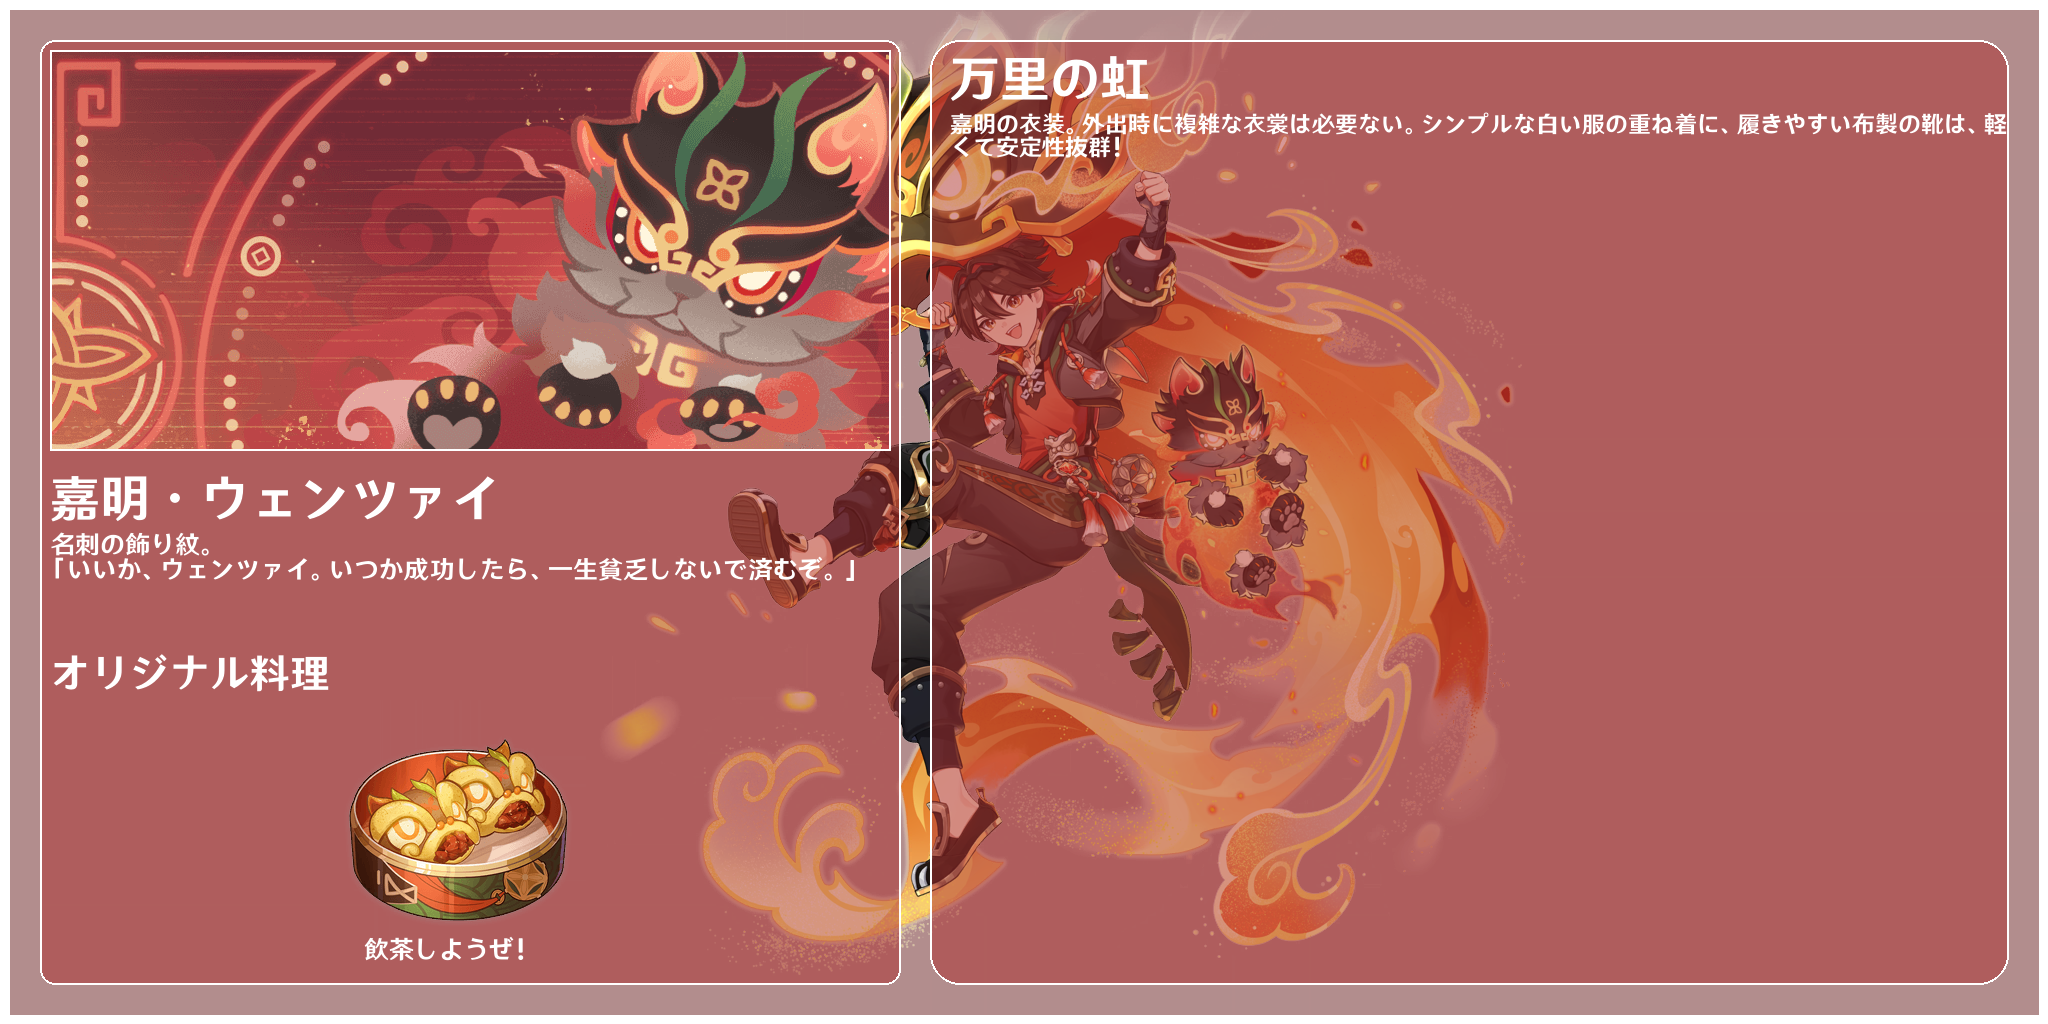 嘉明・ウェンツァイ
名刺の飾り紋。
「いいか、ウェンツァイ。いつか成功したら、一生貧乏しないで済むぞ。」
オリジナル料理
飲茶しようぜ！
万里の虹
嘉明の衣装。外出時に複雑な衣裳は必要ない。シンプルな白い服の重ね着に、履きやすい布製の靴は、軽
くて安定性抜群！